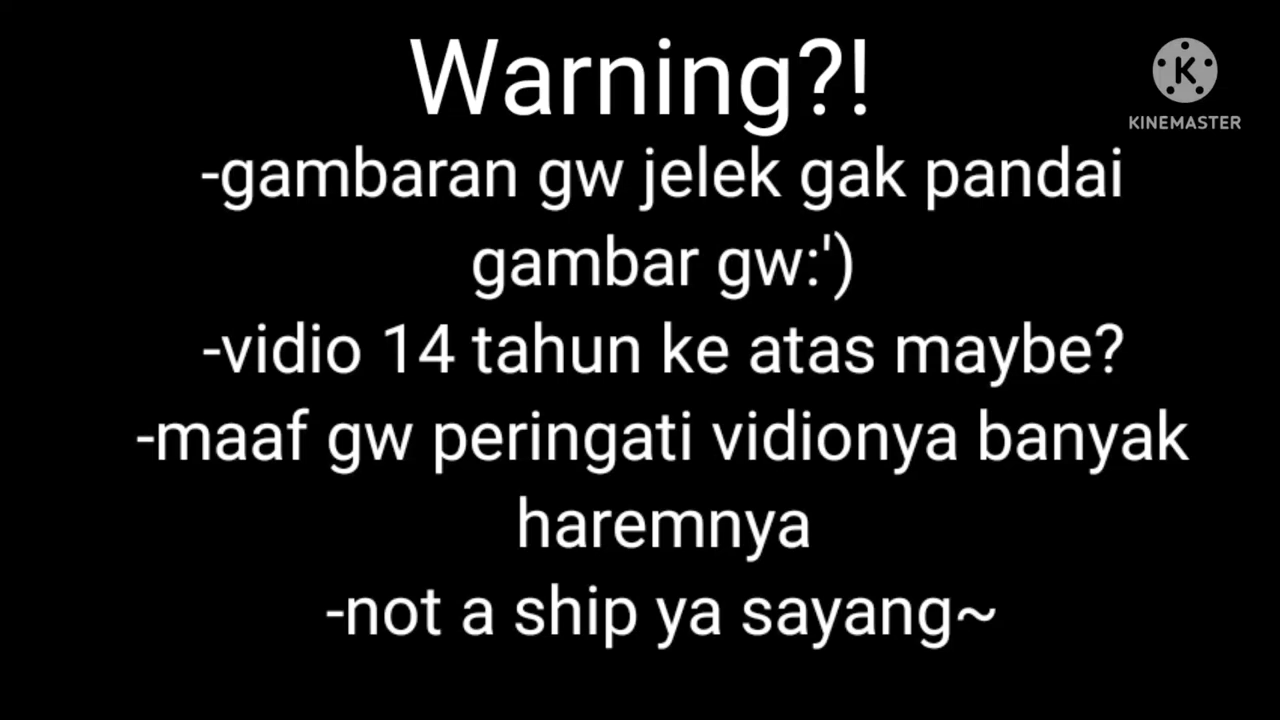 Warning?!
KINEMASTER
-gambaran gw jelek gak pandai
gambar gw:')
-vidio 14 tahun ke atas maybe?
-maaf gw peringati vidionya banyak
haremnya
-not a ship ya sayang~